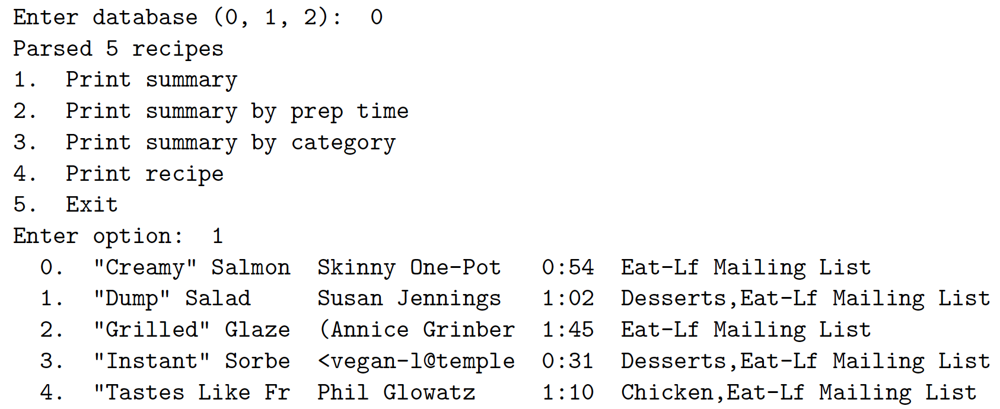 Enter database (0, 1, 2):  0
Parsed 5 recipes
1.  Print summary
2.  Print summary by prep time
3.  Print summary by category
4.  Print recipe
5.  Exit
Enter option:  1
  0.  "Creamy" Salmon  Skinny One-Pot   0:54  Eat-Lf Mailing List
  1.  "Dump" Salad     Susan Jennings   1:02  Desserts,Eat-Lf Mailing List
  2.  "Grilled" Glaze  (Annice Grinber  1:45  Eat-Lf Mailing List
  3.  "Instant" Sorbe  <vegan-l@temple  0:31  Desserts,Eat-Lf Mailing List
  4.  "Tastes Like Fr  Phil Glowatz     1:10  Chicken,Eat-Lf Mailing List